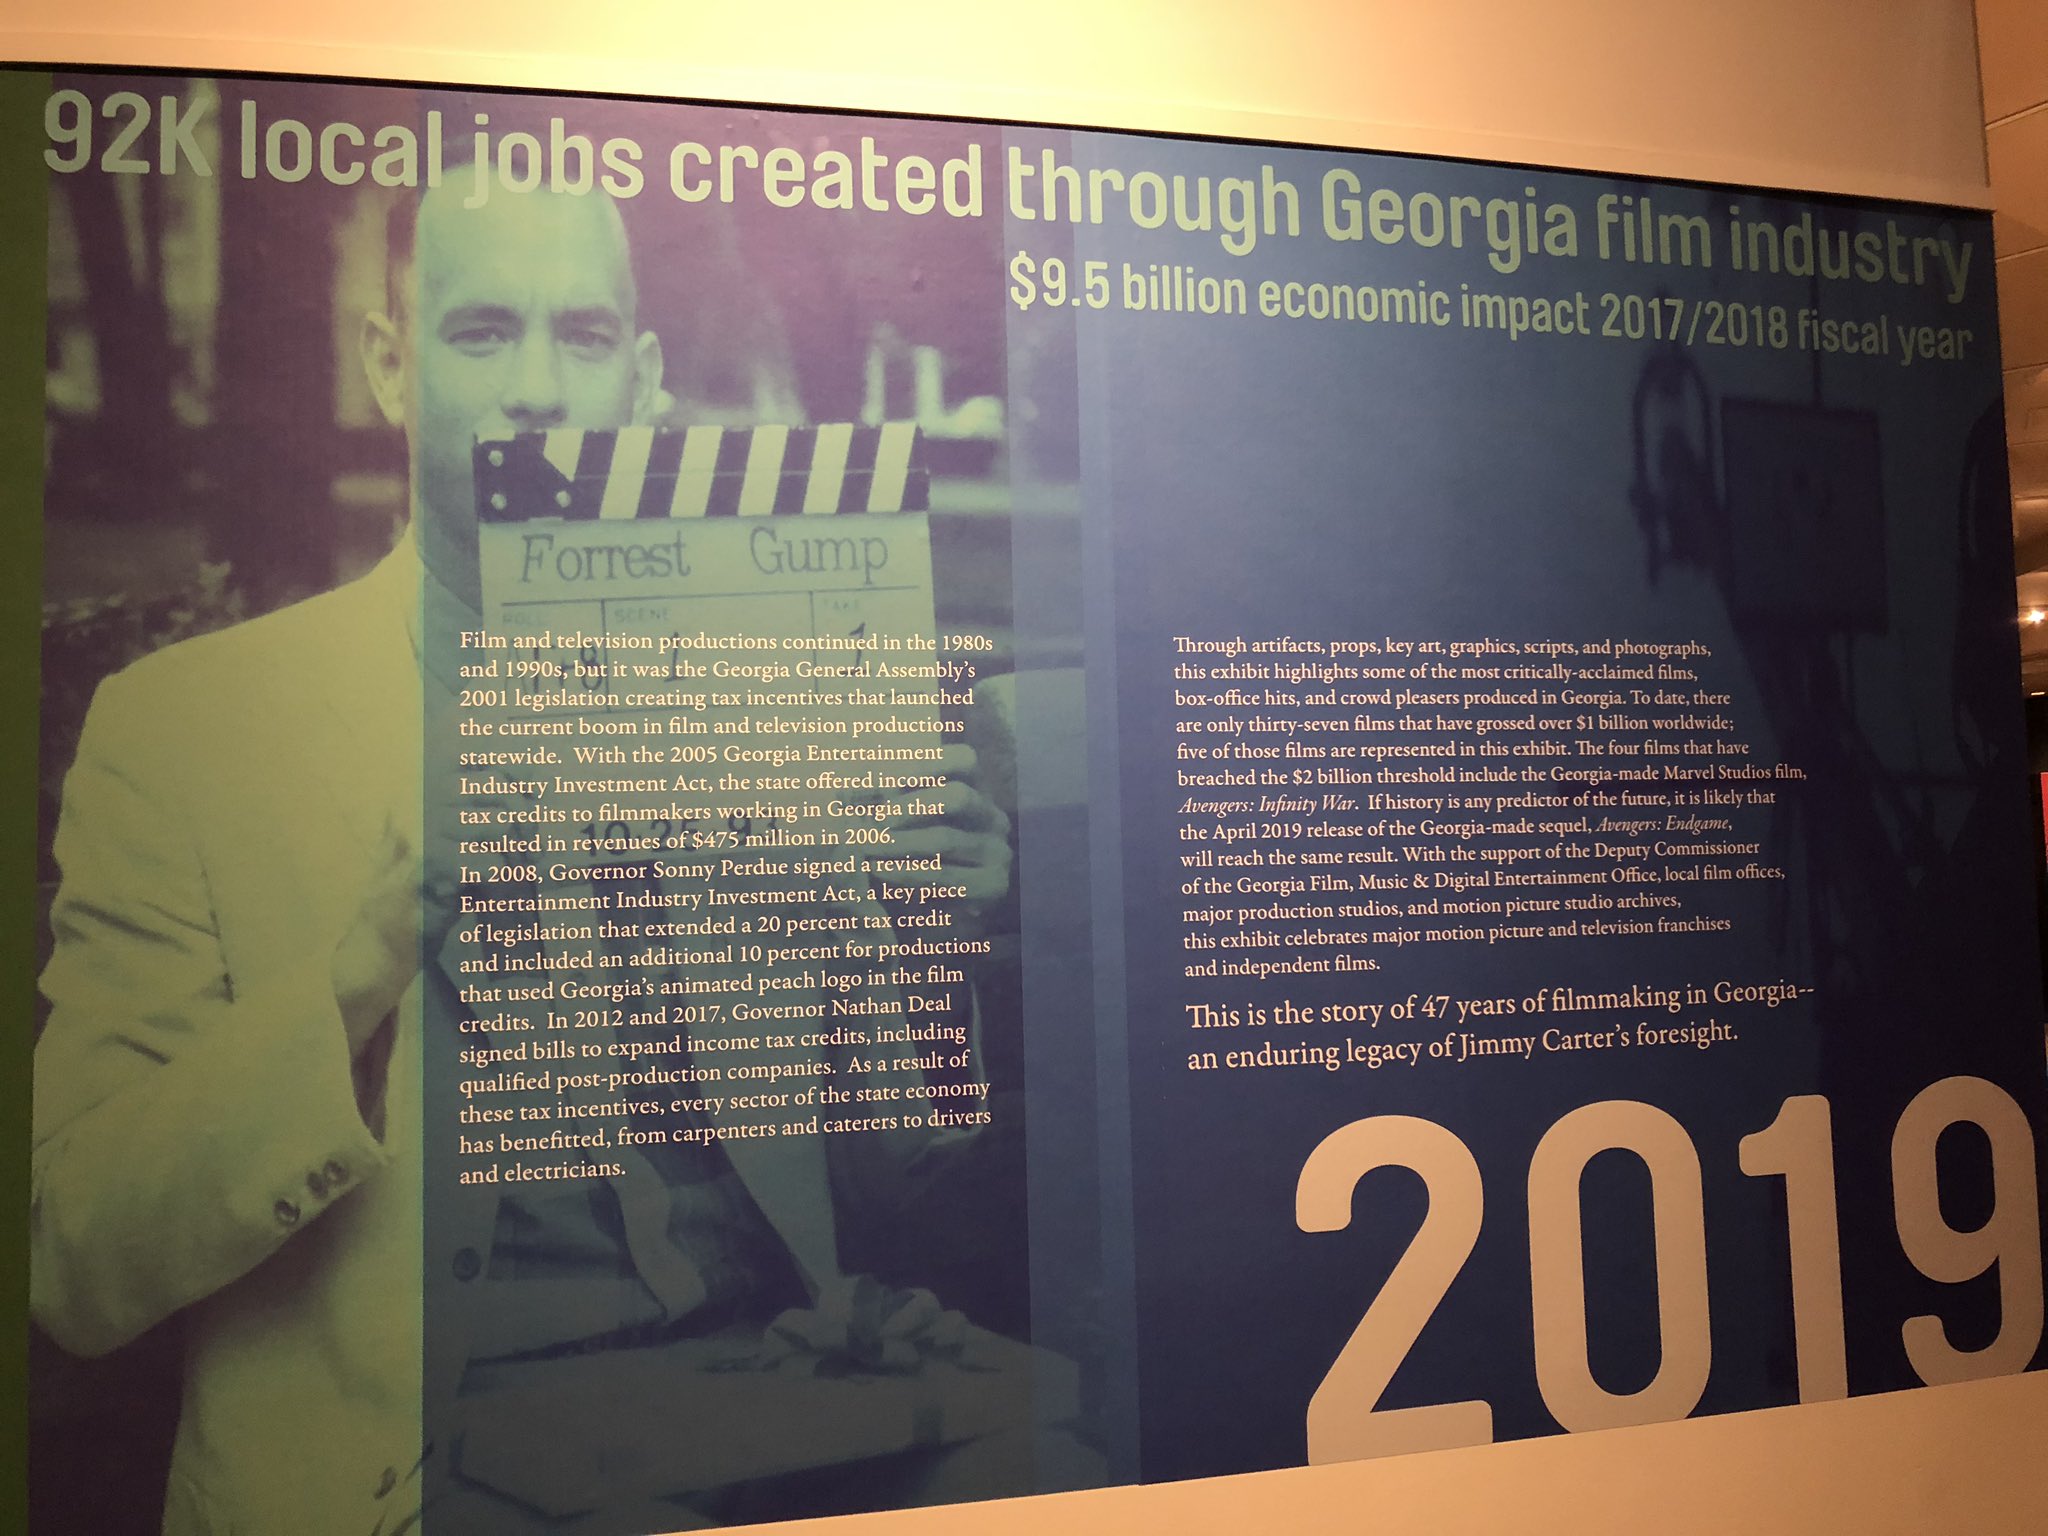 92K local jobs created through Georgia film industry
$9.5 billion economic impact 2017/2018 fiscal year
Forrest Gump
ROLL SCENE TAKE
Film and television productions continued in the 1980s
and 1990s, but it was the Georgia General Assembly's
2001 legislation creating tax incentives that launched
the current boom in film and television productions
statewide. With the 2005 Georgia Entertainment
Industry Investment Act, the state offered income
tax credits to filmmakers working in Georgia that
resulted in revenues of $475 million in 2006.
In 2008, Governor Sonny Perdue signed a revised
Entertainment Industry Investment Act, a key piece
of legislation that extended a 20 percent tax credit
and included an additional 10 percent for productions
that used Georgia's animated peach logo in the film
credits. In 2012 and 2017, Governor Nathan Deal
signed bills to expand income tax credits, including
qualified post-production companies. As a result of
these tax incentives, every sector of the state economy
has benefitted, from carpenters and caterers to drivers
and electricians.
Through artifacts, props, key art, graphics, scripts, and photographs,
this exhibit highlights some of the most critically-acclaimed films,
box-office hits, and crowd pleasers produced in Georgia. To date, there
are only thirty-seven films that have grossed over $1 billion worldwide;
five of those films are represented in this exhibit. The four films that have
breached the $2 billion threshold include the Georgia-made Marvel Studios film,
Avengers: Infinity War. If history is any predictor of the future, it is likely that
the April 2019 release of the Georgia-made sequel, Avengers: Endgame,
will reach the same result. With the support of the Deputy Commissioner
of the Georgia Film, Music & Digital Entertainment Office, local film offices,
major production studios, and motion picture studio archives,
this exhibit celebrates major motion picture and television franchises
and independent films.
This is the story of 47 years of filmmaking in Georgia--
an enduring legacy of Jimmy Carter's foresight.
2019